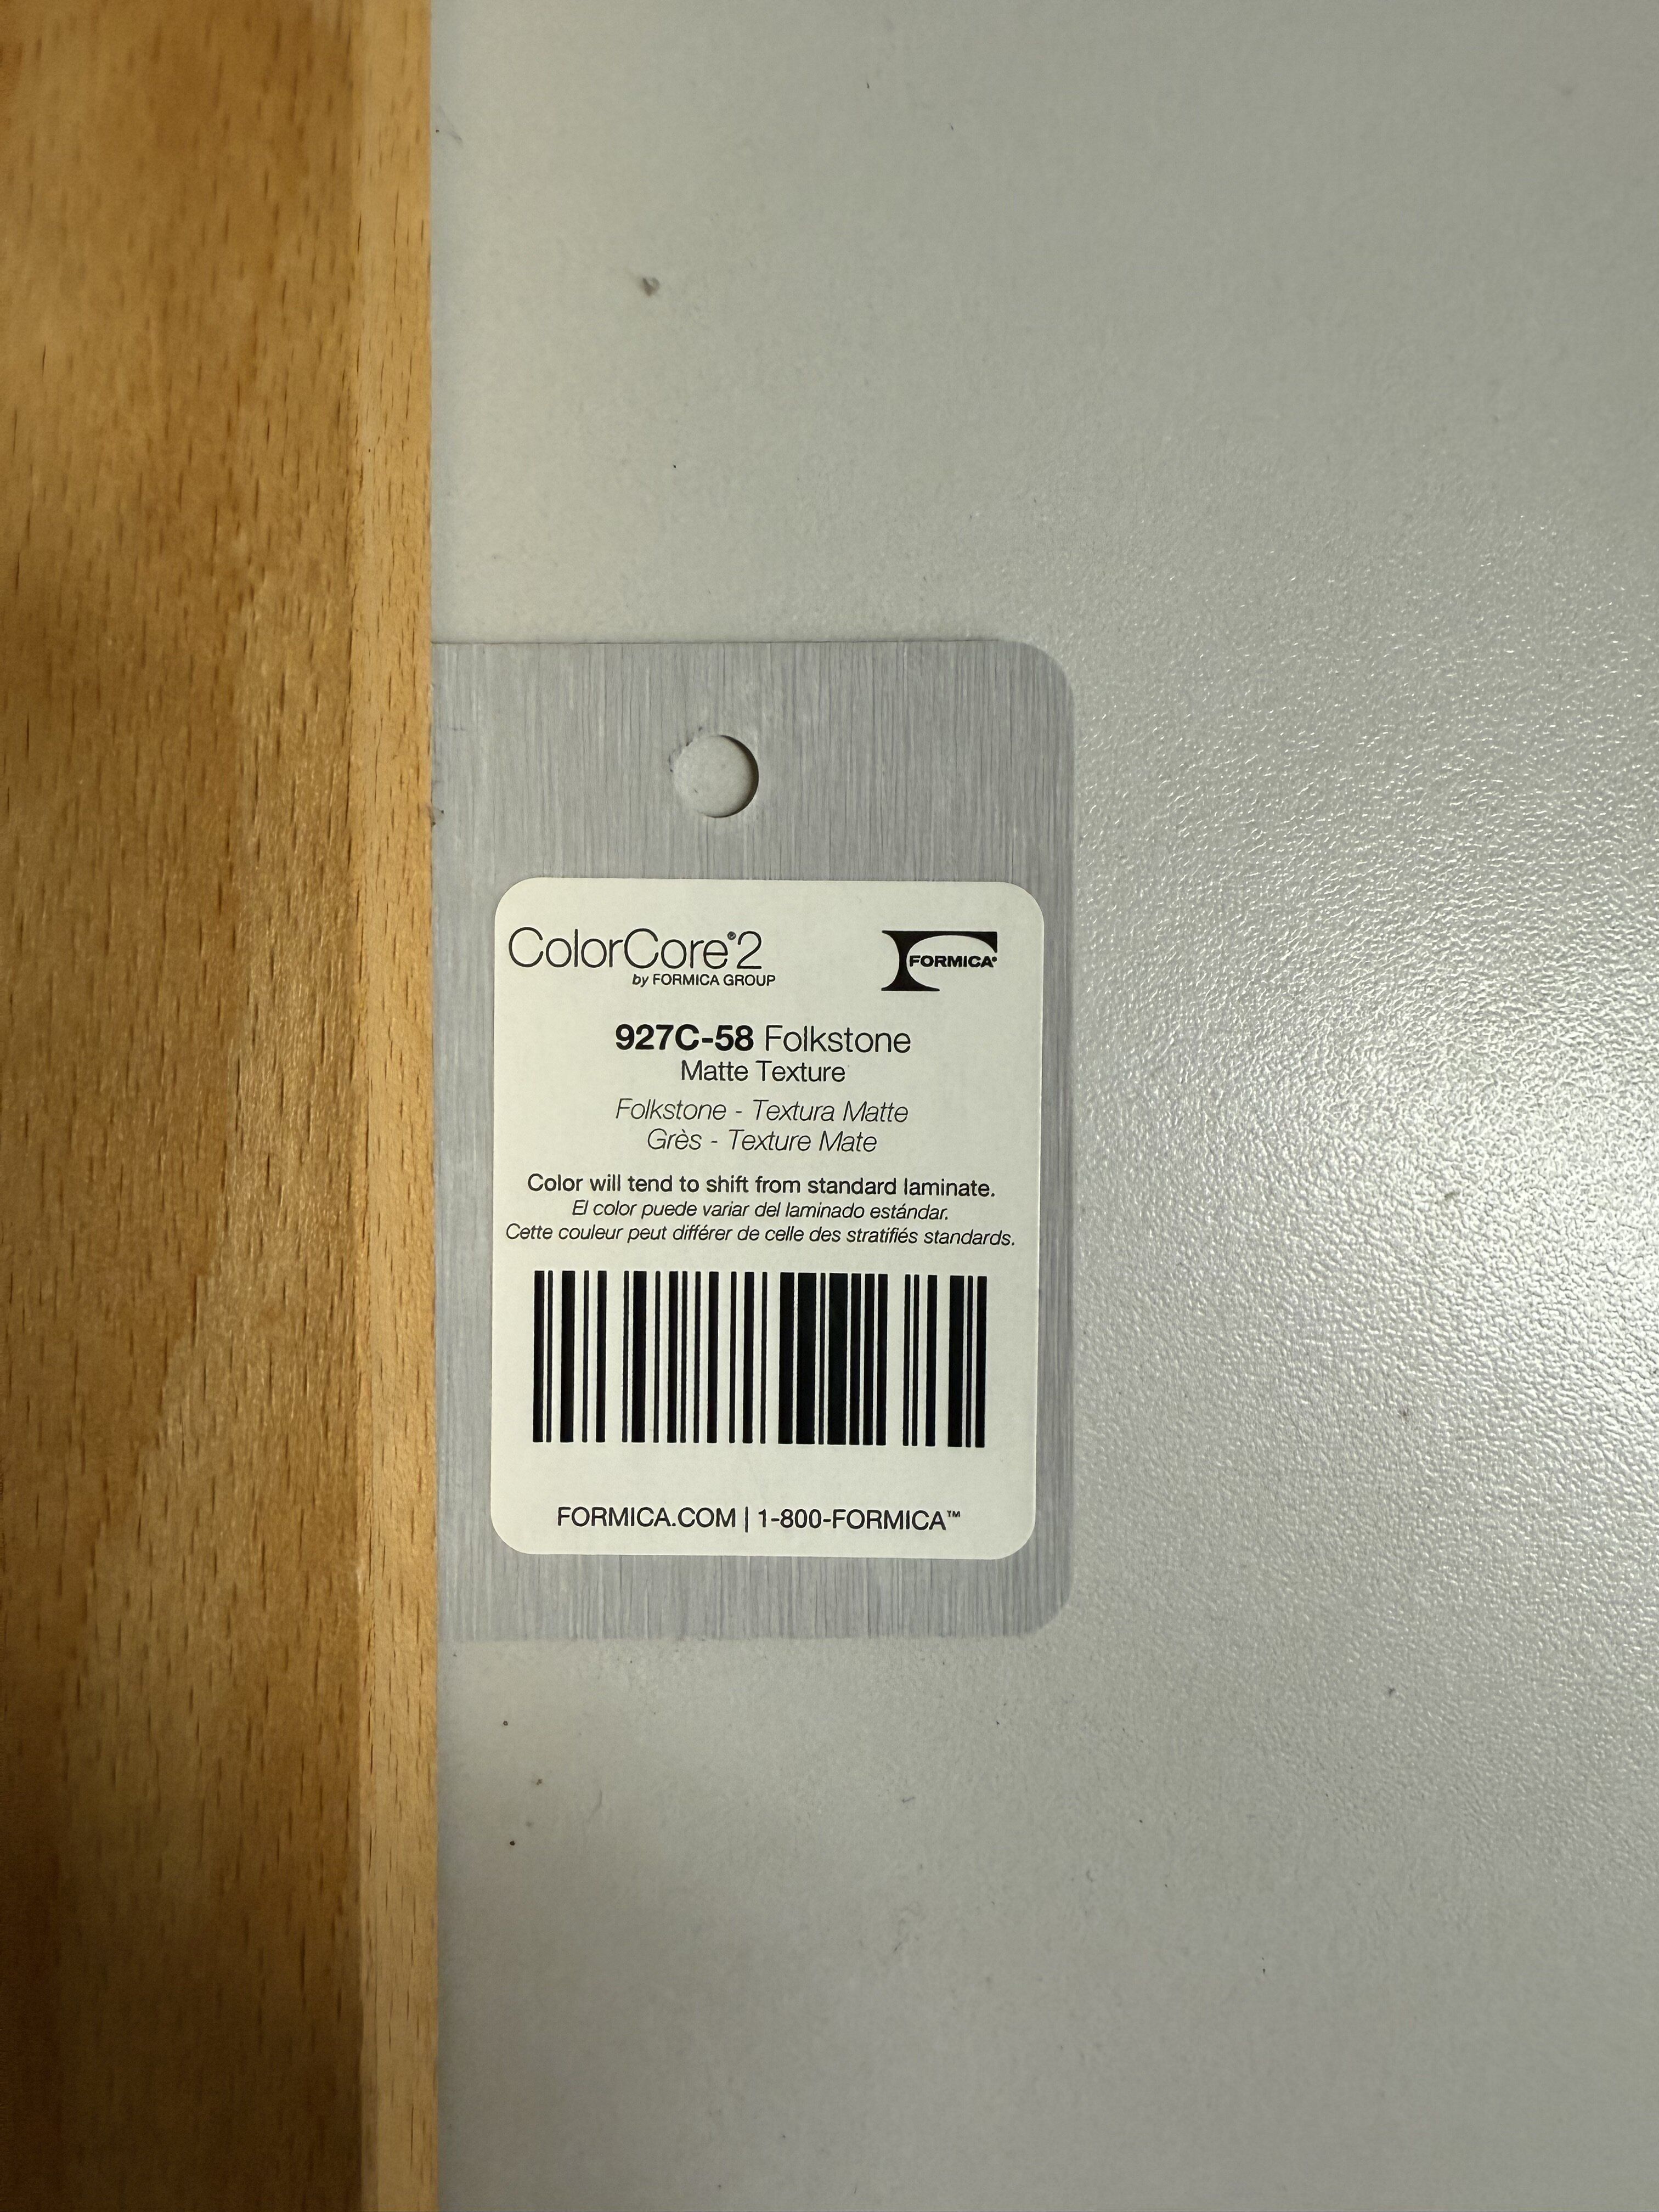 ColorCore®2
by FORMICA GROUP
FORMICA®
927C-58 Folkstone
Matte Texture
Folkstone - Textura Matte
Grès - Texture Mate
Color will tend to shift from standard laminate.
El color puede variar del laminado estándar.
Cette couleur peut différer de celle des stratifiés standards.
FORMICA.COM | 1-800-FORMICA™